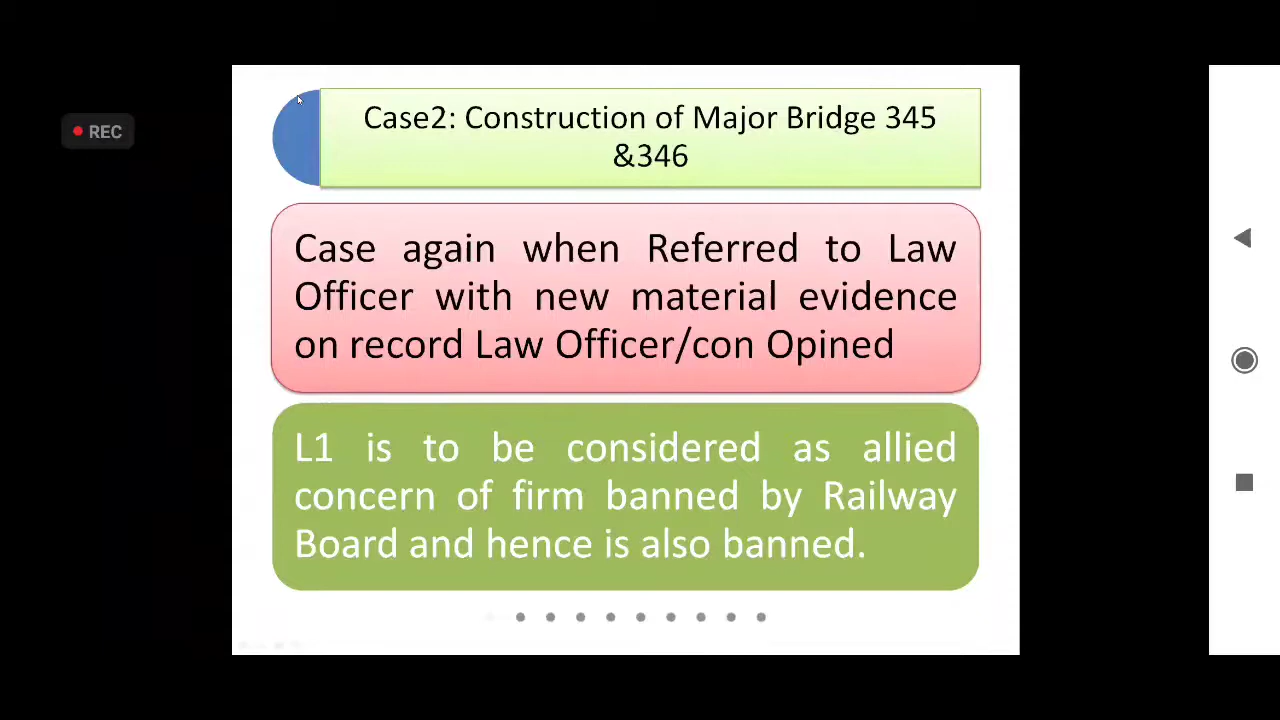 REC
Case2: Construction of Major Bridge 345
&346
Case again when Referred to Law
Officer with new material evidence
on record Law Officer/con Opined
L1 is to be considered as allied
concern of firm banned by Railway
Board and hence is also banned.